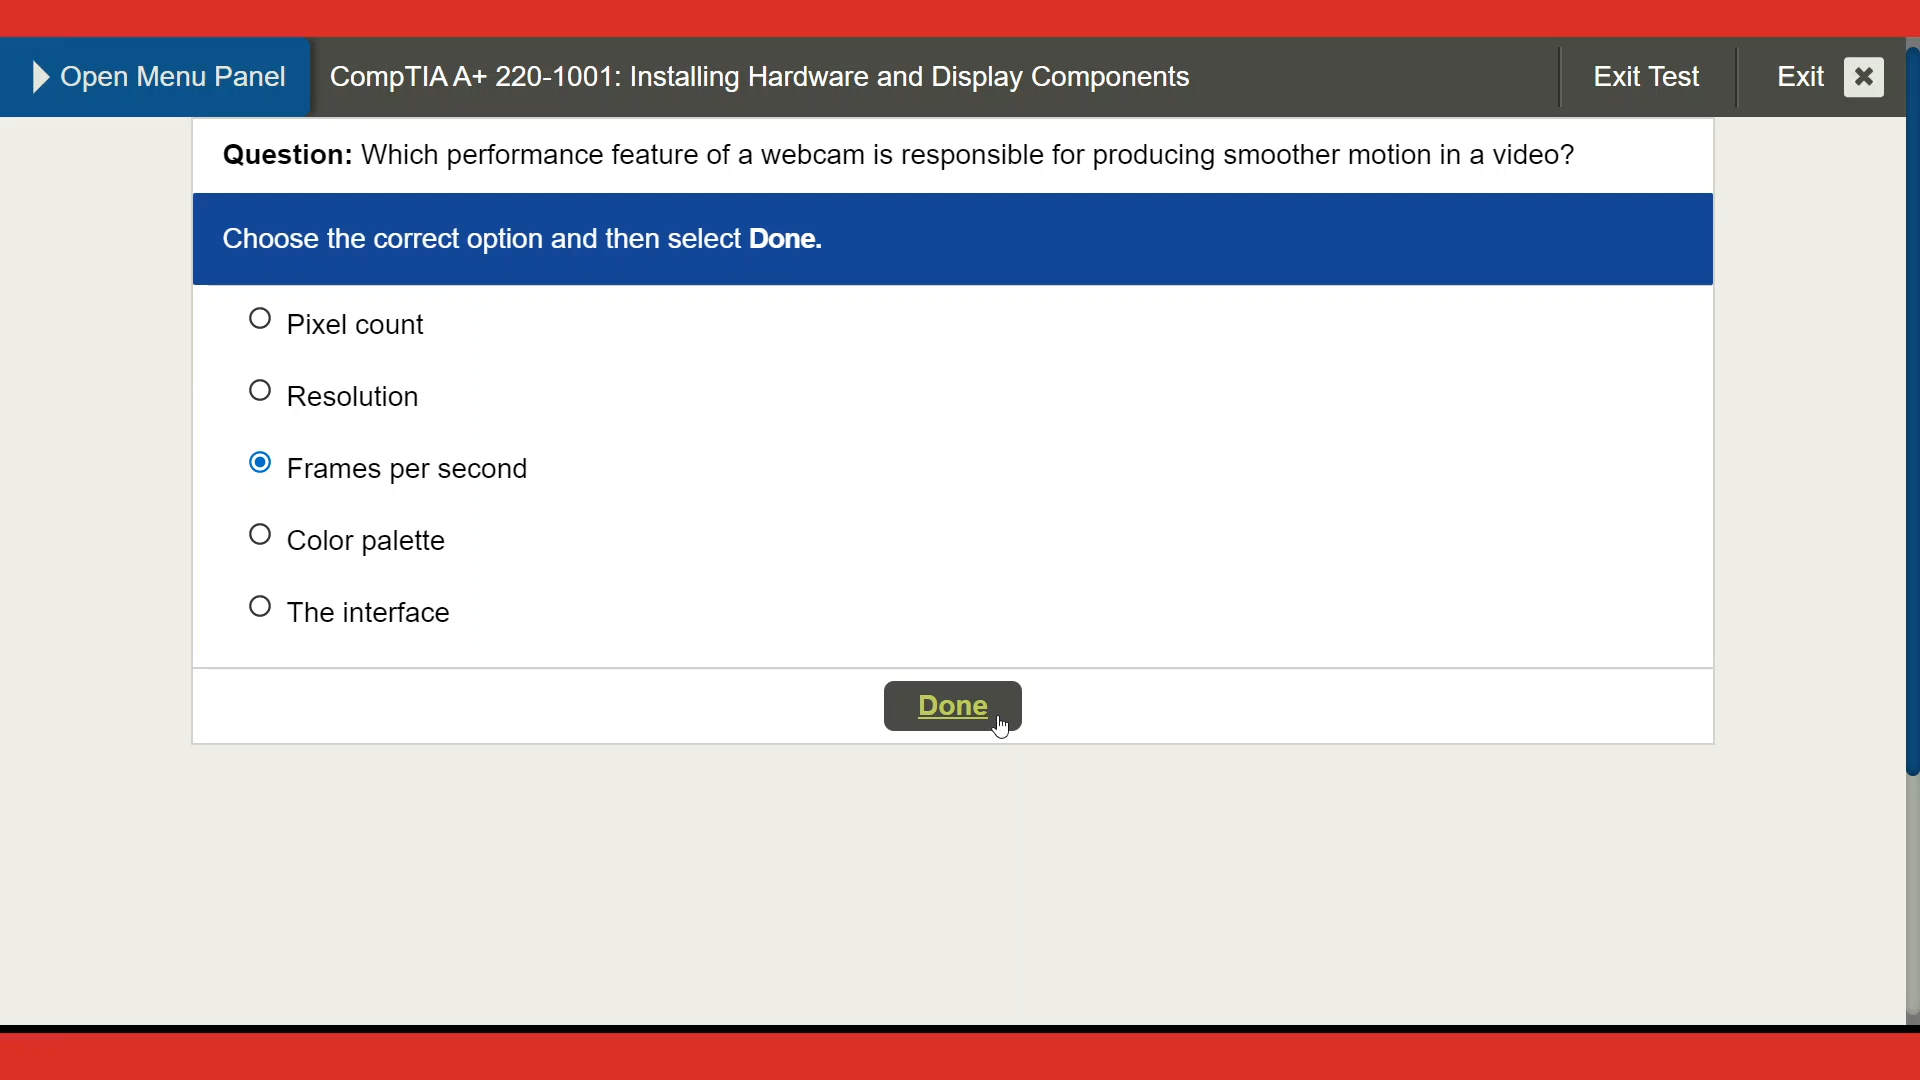 Open Menu Panel
CompTIA A+ 220-1001: Installing Hardware and Display Components
Exit Test
Exit
Question: Which performance feature of a webcam is responsible for producing smoother motion in a video?
Choose the correct option and then select Done.
Pixel count
Resolution
Frames per second
Color palette
The interface
Done